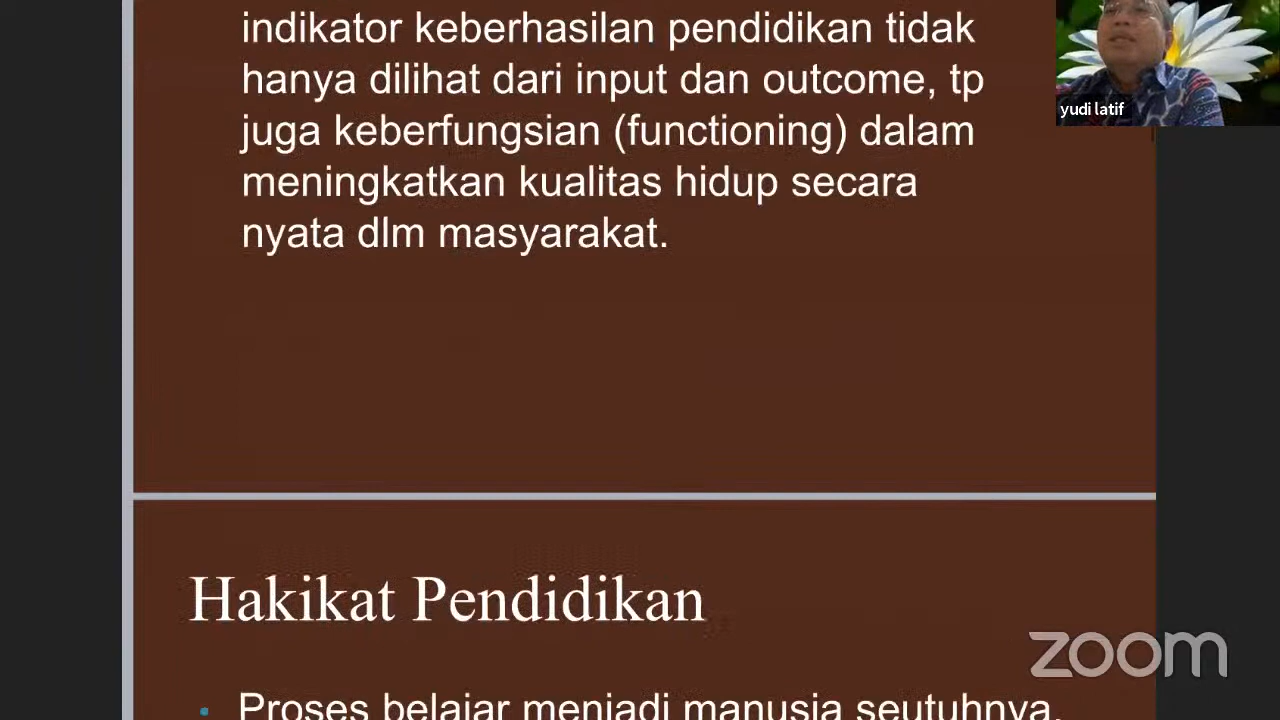 indikator keberhasilan pendidikan tidak
hanya dilihat dari input dan outcome, tp
juga keberfungsian (functioning) dalam
meningkatkan kualitas hidup secara
nyata dlm masyarakat.
yudi latif
Hakikat Pendidikan
zoom
• Proses belajar menjadi manusia seutuhnya,